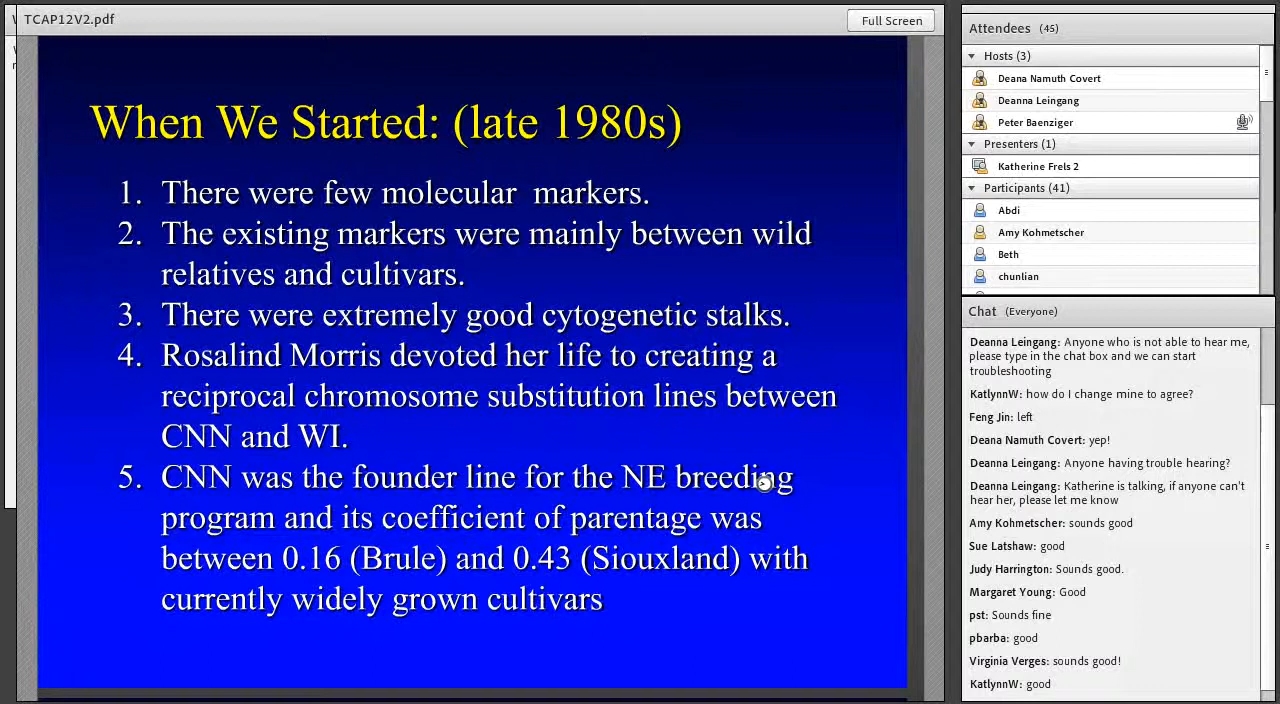 TCAP12V2.pdf
Full Screen
When We Started: (late 1980s)
1. There were few molecular markers.
2. The existing markers were mainly between wild
relatives and cultivars.
3. There were extremely good cytogenetic stalks.
4. Rosalind Morris devoted her life to creating a
reciprocal chromosome substitution lines between
CNN and WI.
5. CNN was the founder line for the NE breeding
program and its coefficient of parentage was
between 0.16 (Brule) and 0.43 (Siouxland) with
currently widely grown cultivars
Attendees (45)
Hosts (3)
Deana Namuth Covert
Deanna Leingang
Peter Baenziger
Presenters (1)
Katherine Frels 2
Participants (41)
Abdi
Amy Kohmetscher
Beth
chunlian
Chat (Everyone)
Deanna Leingang: Anyone who is not able to hear me,
please type in the chat box and we can start
troubleshooting
KatlynnW: how do I change mine to agree?
Feng Jin: left
Deana Namuth Covert: yep!
Deanna Leingang: Anyone having trouble hearing?
Deanna Leingang: Katherine is talking, if anyone can't
hear her, please let me know
Amy Kohmetscher: sounds good
Sue Latshaw: good
Judy Harrington: Sounds good.
Margaret Young: Good
pst: Sounds fine
pbarba: good
Virginia Verges: sounds good!
KatlynnW: good